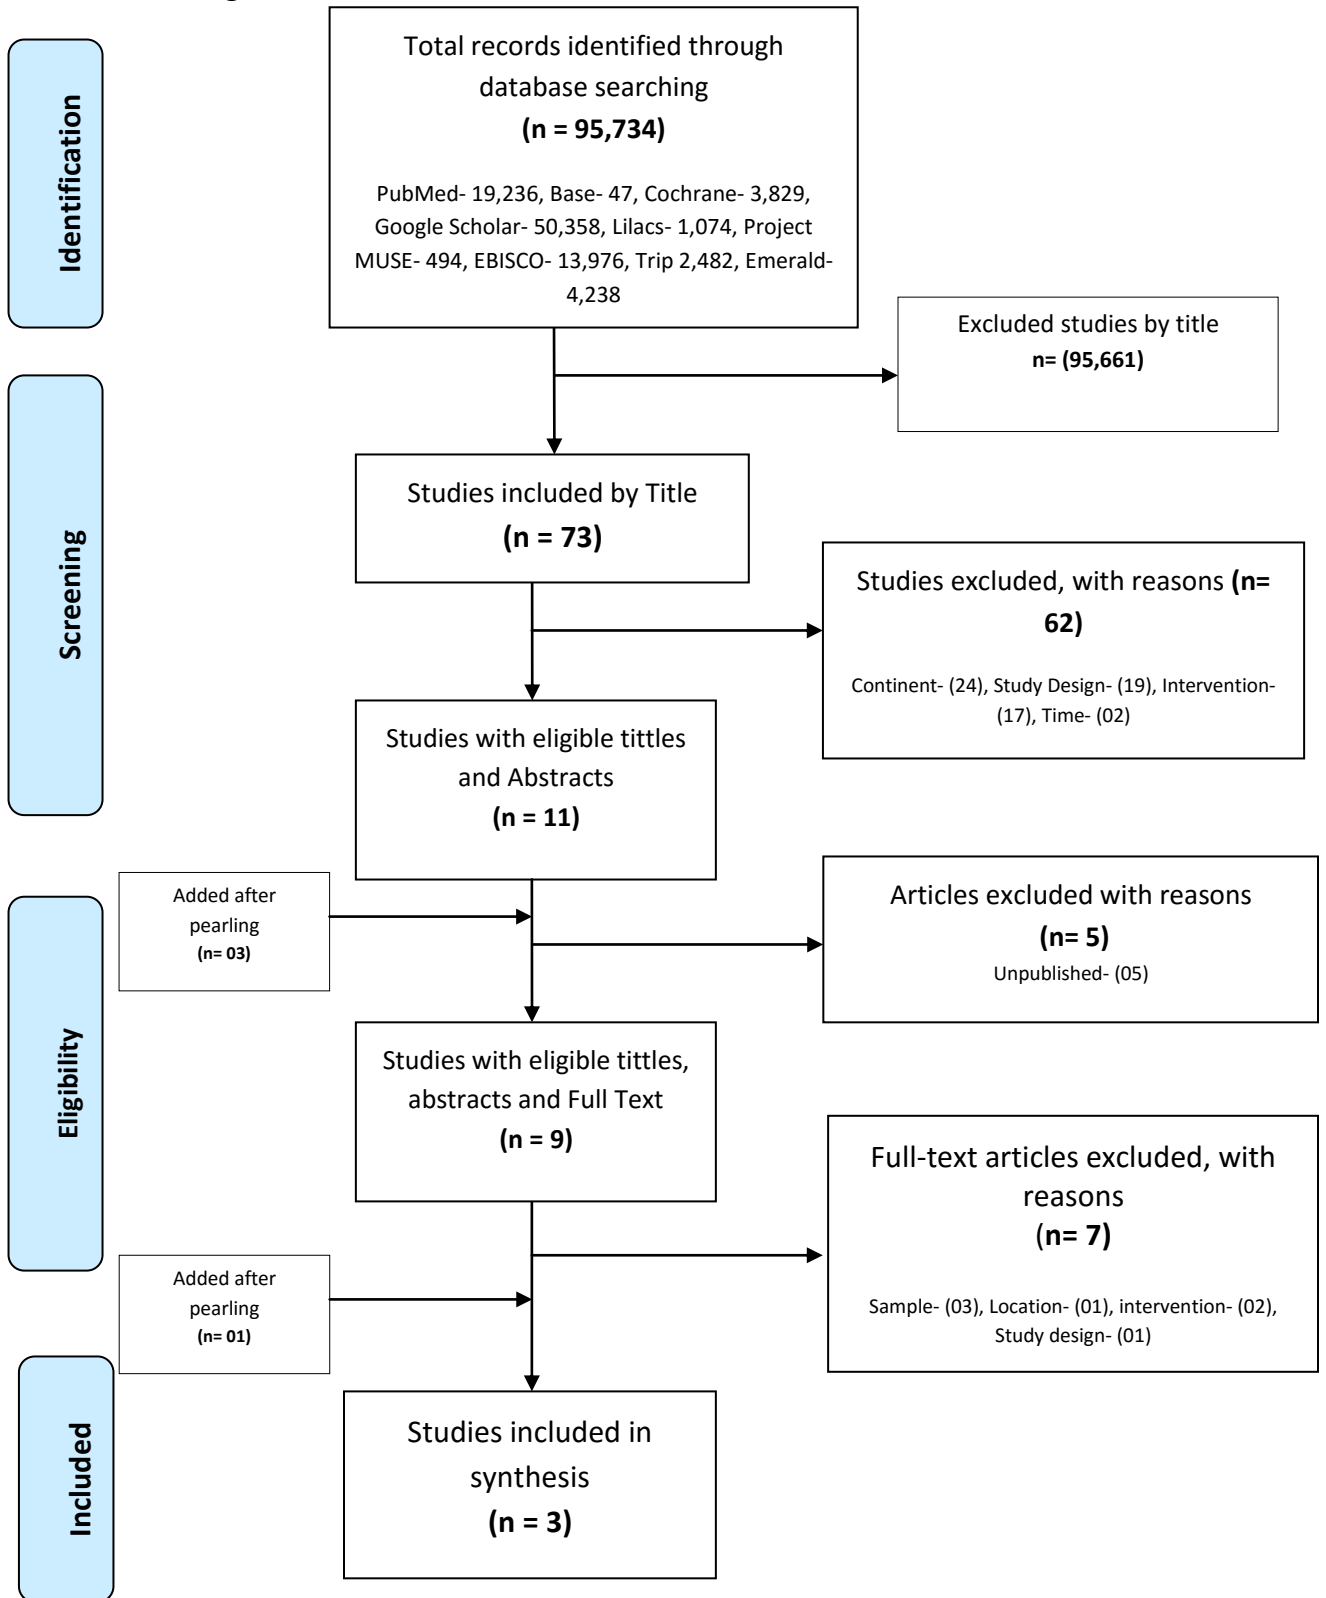 Identification
Total records identified through
database searching
(n = 95,734)
PubMed- 19,236, Base- 47, Cochrane- 3,829,
Google Scholar- 50,358, Lilacs- 1,074, Project
MUSE- 494, EBISCO- 13,976, Trip 2,482, Emerald-
4,238
Excluded studies by title
n= (95,661)
Screening
Studies included by Title
(n = 73)
Studies excluded, with reasons (n=
62)
Continent- (24), Study Design- (19), Intervention-
(17), Time- (02)
Studies with eligible tittles
and Abstracts
(n = 11)
Eligibility
Added after
pearling
(n= 03)
Articles excluded with reasons
(n= 5)
Unpublished- (05)
Studies with eligible tittles,
abstracts and Full Text
(n = 9)
Full-text articles excluded, with
reasons
(n= 7)
Sample- (03), Location- (01), intervention- (02),
Study design- (01)
Added after
pearling
(n= 01)
Included
Studies included in
synthesis
(n = 3)